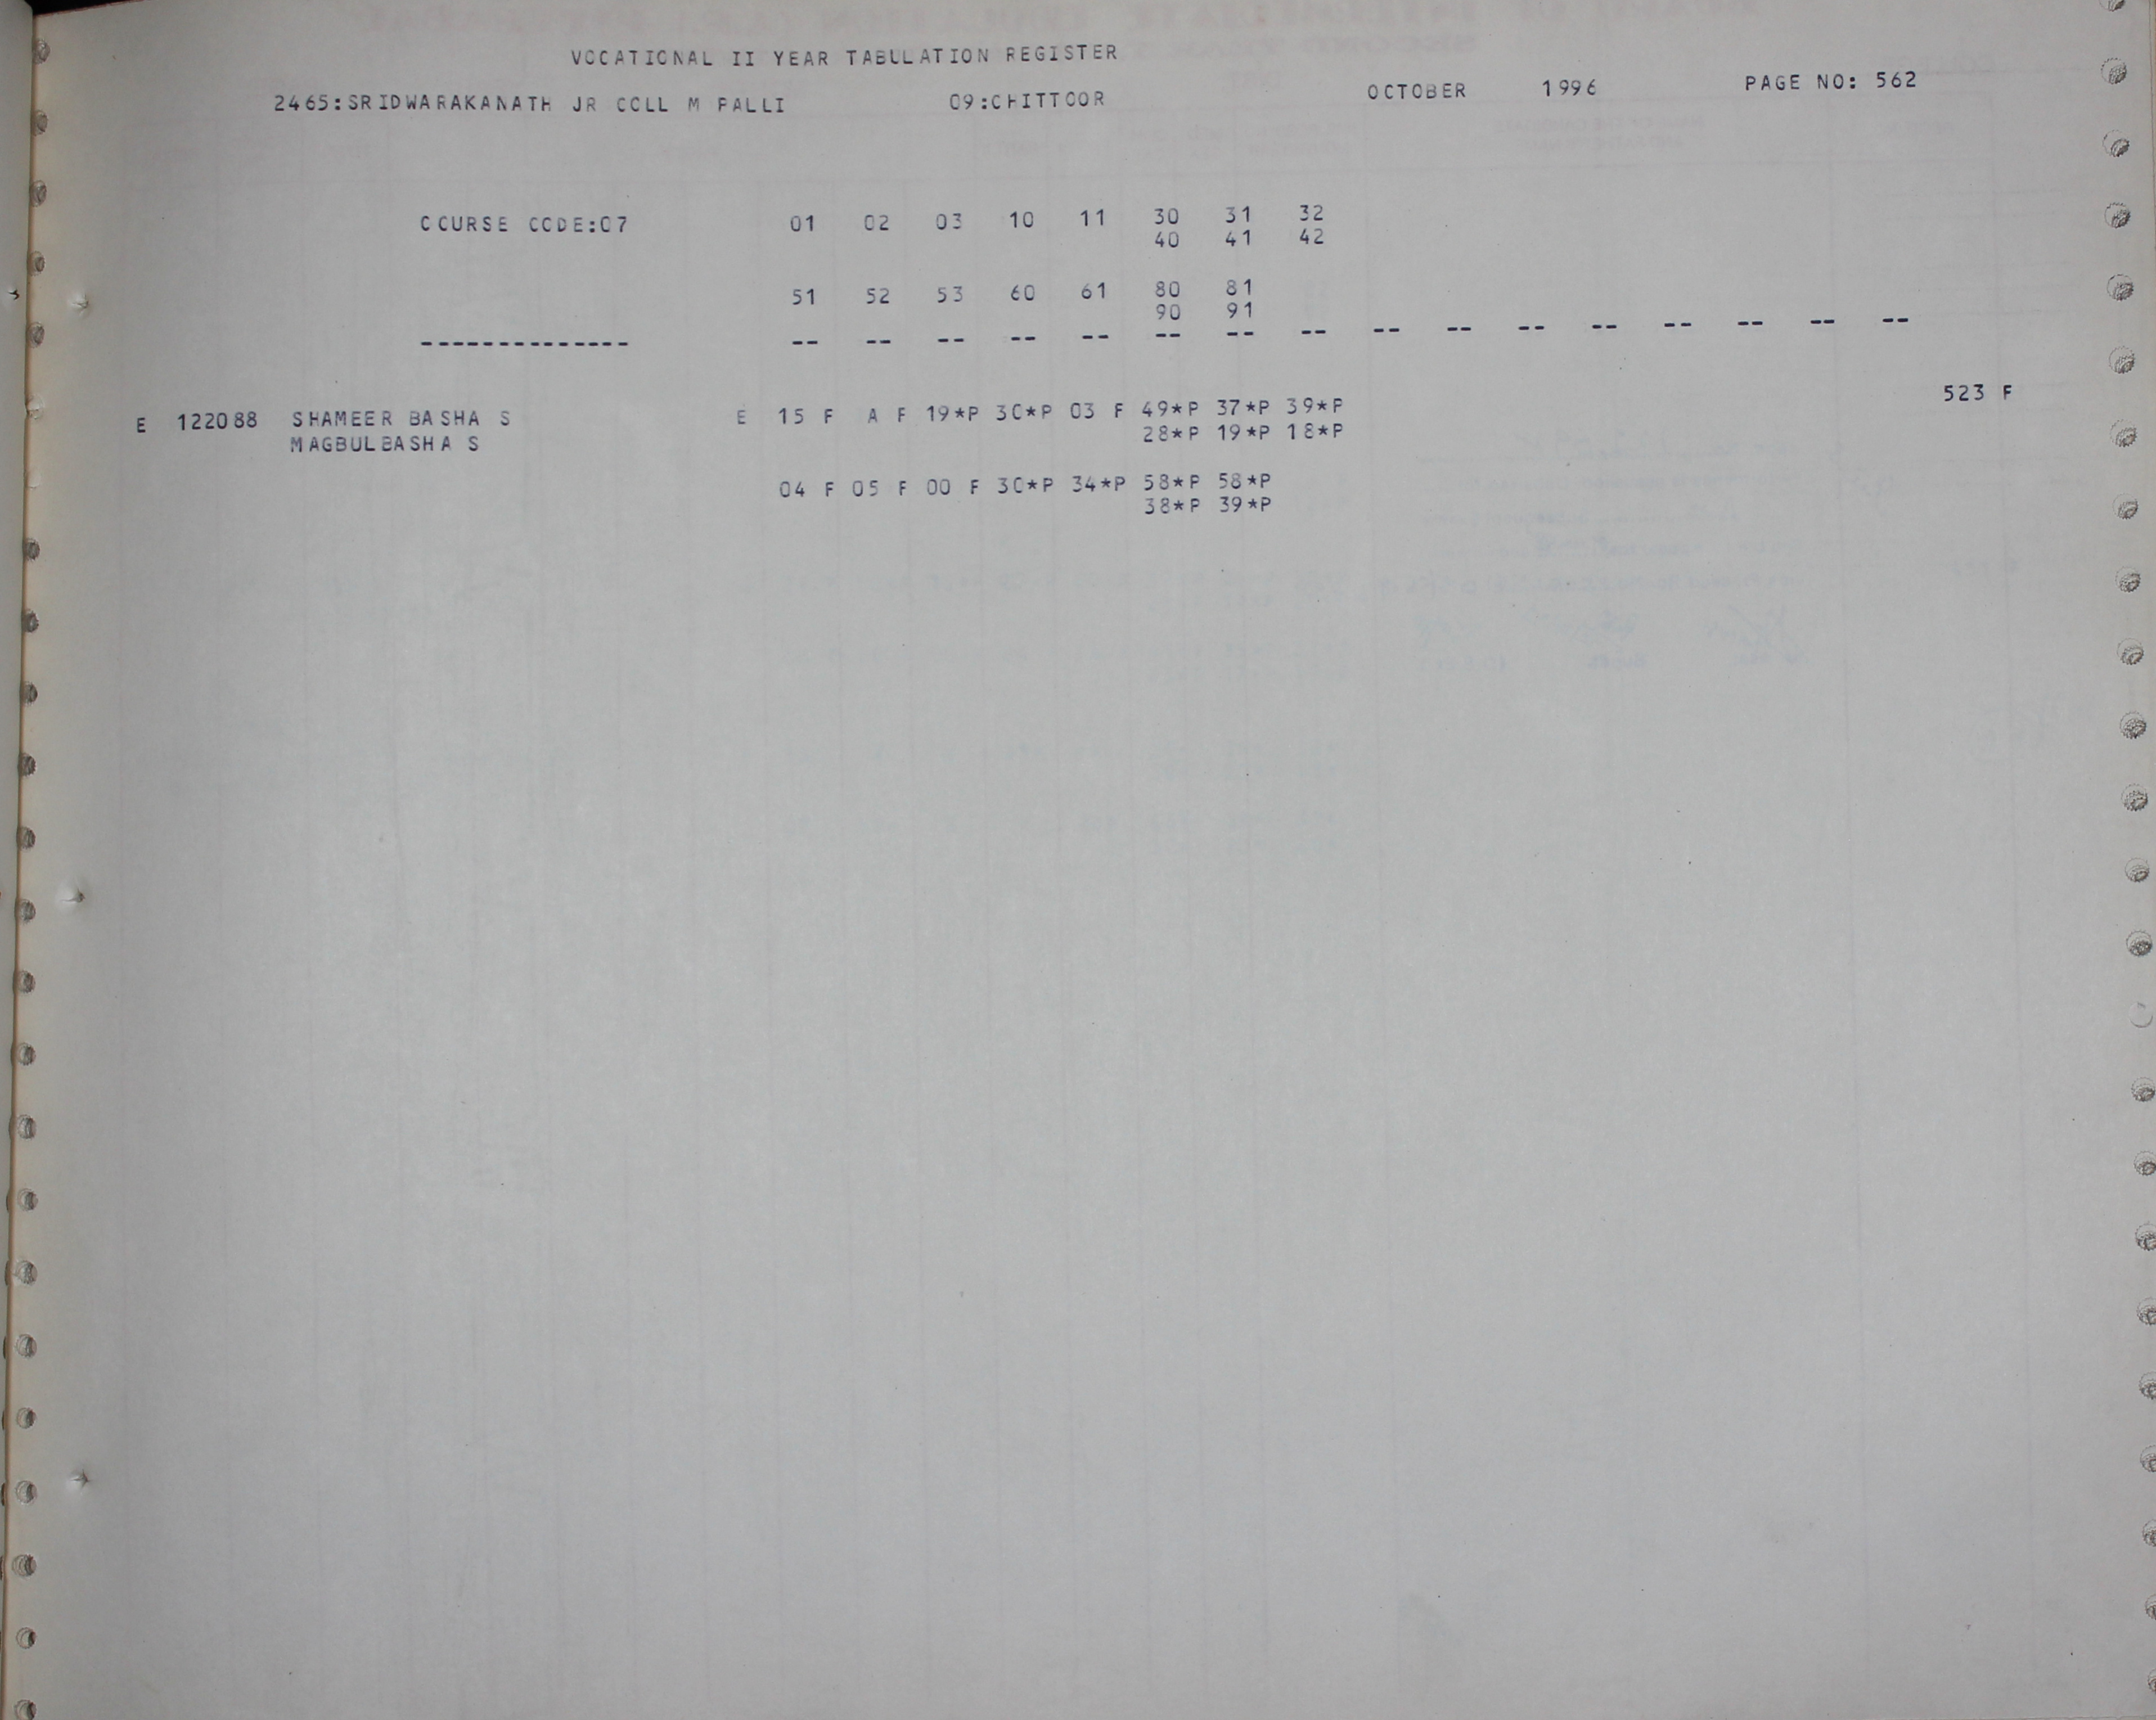 VOCATIONAL II YEAR TABULATION REGISTER
2465:SRIDWARAKANATH JR COLL M PALLI 09:CHITTOOR OCTOBER 1996 PAGE NO: 562
COURSE CODE:07 01 02 03 10 11 30 31 32
40 41 42
51 52 53 60 61 80 81
90 91
-------------- -- -- -- -- -- -- -- -- -- -- -- -- -- -- -- --
E 122088 SHAMEER BASHA S E 15 F A F 19*P 30*P 03 F 49*P 37*P 39*P 523 F
MAGBULBASHA S 28*P 19*P 18*P
04 F 05 F 00 F 30*P 34*P 58*P 58*P
38*P 39*P